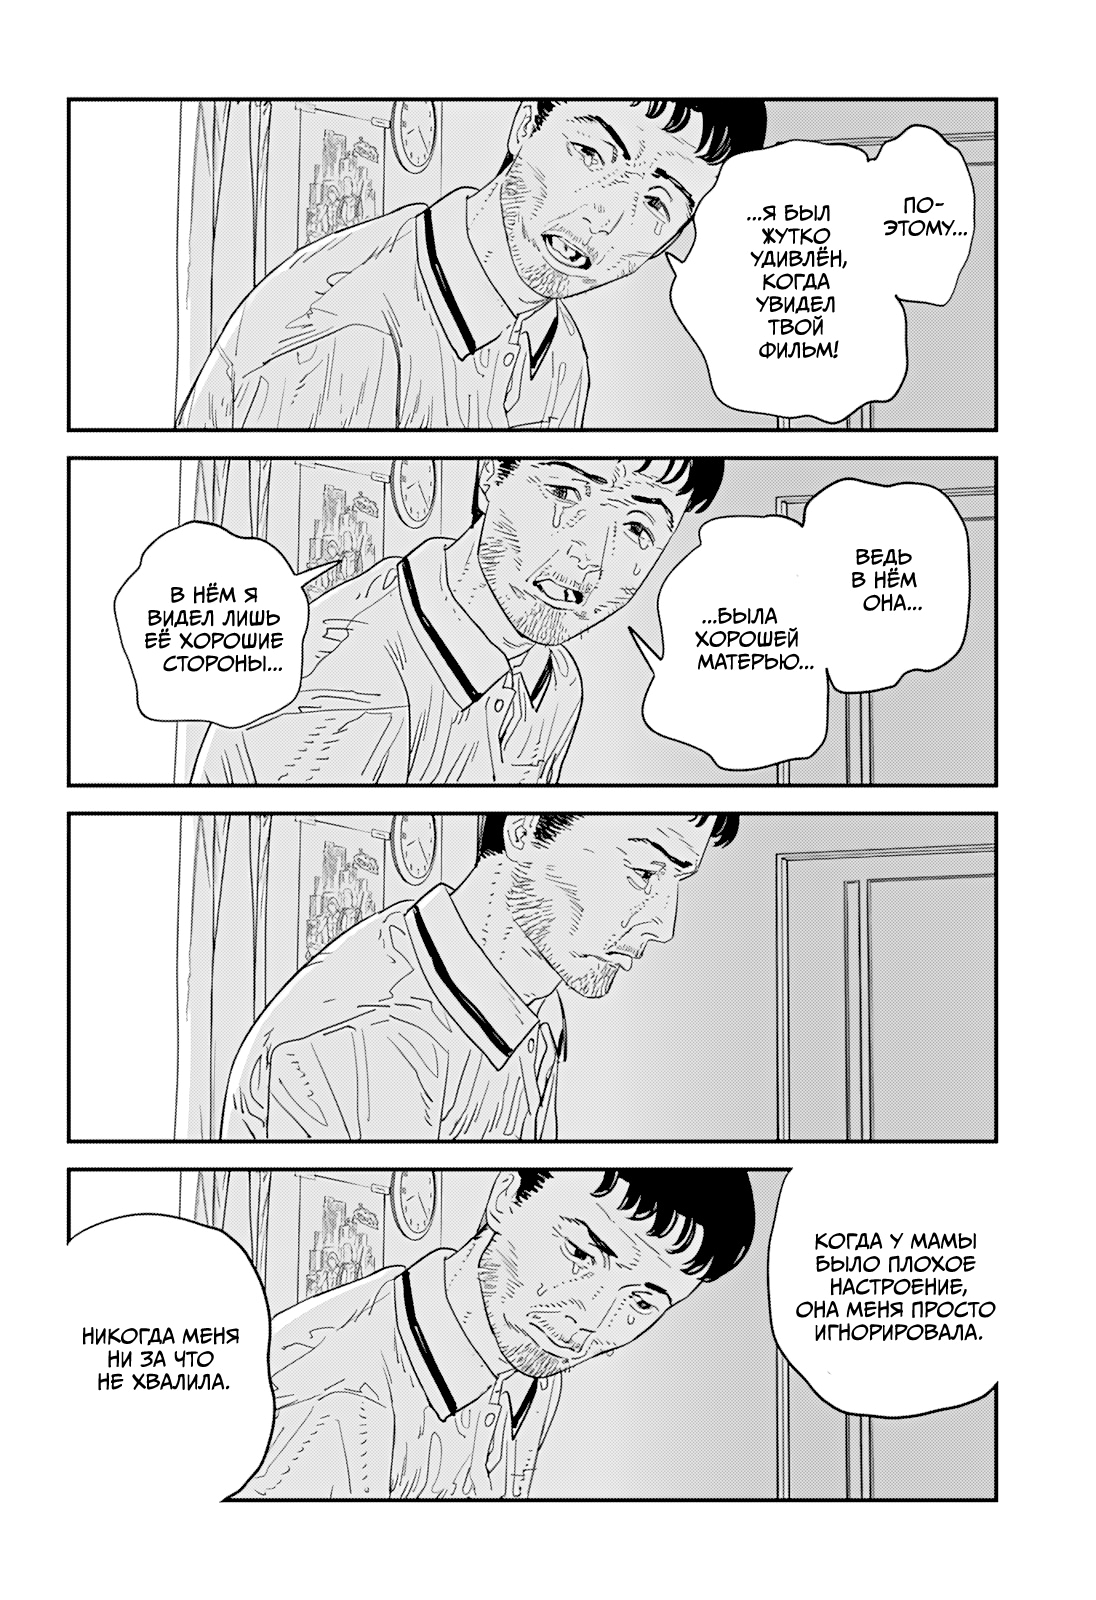 ПО-
ЭТОМУ...
...Я БЫЛ
ЖУТКО
УДИВЛЁН,
КОГДА
УВИДЕЛ
ТВОЙ
ФИЛЬМ!
ВЕДЬ
В НЁМ
ОНА...
...БЫЛА
ХОРОШЕЙ
МАТЕРЬЮ...
В НЁМ Я
ВИДЕЛ ЛИШЬ
ЕЁ ХОРОШИЕ
СТОРОНЫ...
КОГДА У МАМЫ
БЫЛО ПЛОХОЕ
НАСТРОЕНИЕ,
ОНА МЕНЯ ПРОСТО
ИГНОРИРОВАЛА.
НИКОГДА МЕНЯ
НИ ЗА ЧТО
НЕ ХВАЛИЛА.